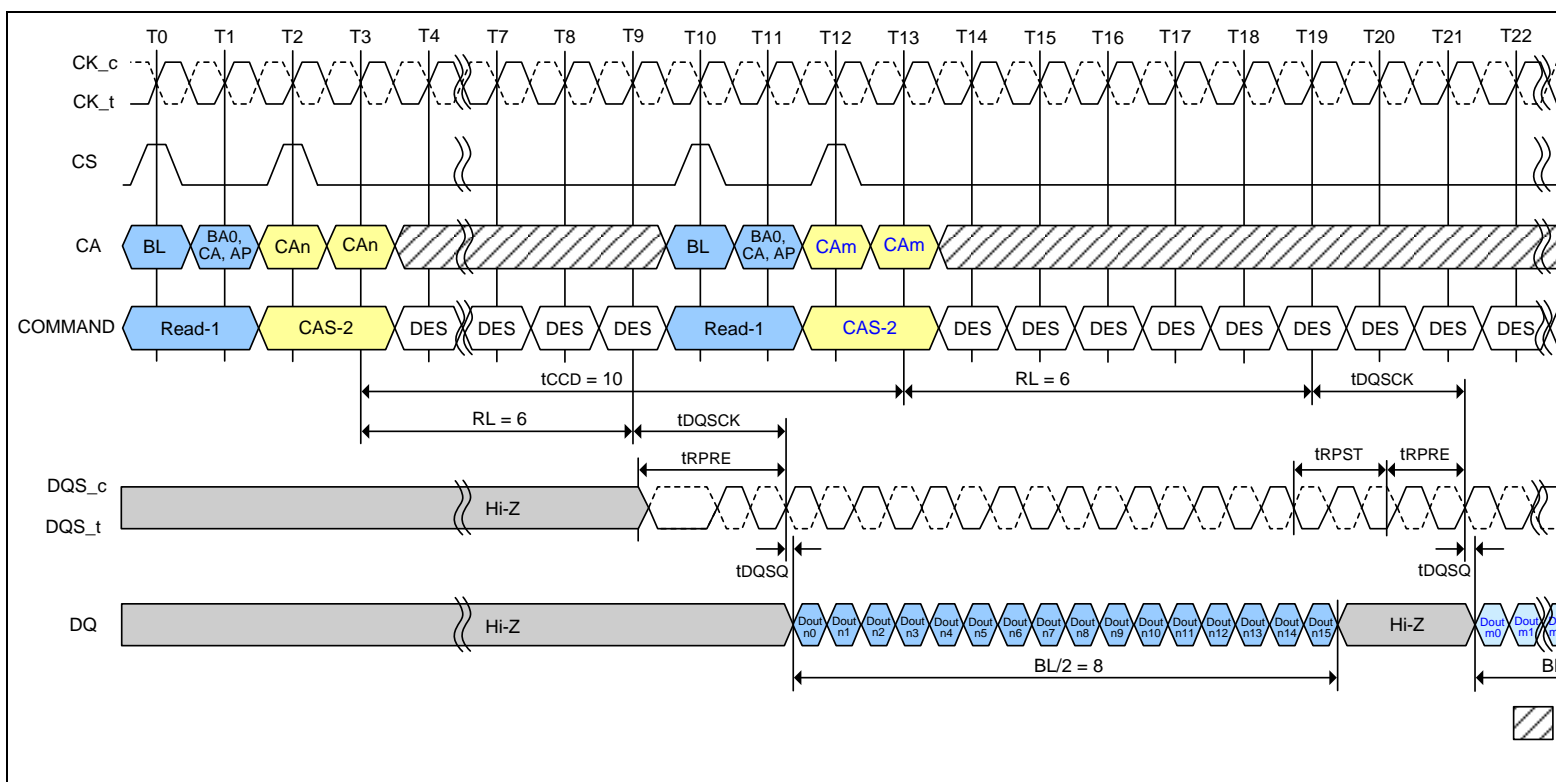 T0 T1 T2 T3 T4 T7 T8 T9 T10 T11 T12 T13 T14 T15 T16 T17 T18 T19 T20 T21 T22
CK_c
CK_t
CS
CA BL BA0, CA, AP CAn CAn BL BA0, CA, AP CAm CAm
COMMAND Read-1 CAS-2 DES DES DES DES Read-1 CAS-2 DES DES DES DES DES DES DES DES DES
tCCD = 10 RL = 6 tDQSCK
RL = 6 tDQSCK
tRPRE tRPST tRPRE
DQS_c
Hi-Z
DQS_t
tDQSQ tDQSQ
DQ Hi-Z Dout n0 Dout n1 Dout n2 Dout n3 Dout n4 Dout n5 Dout n6 Dout n7 Dout n8 Dout n9 Dout n10 Dout n11 Dout n12 Dout n13 Dout n14 Dout n15 Hi-Z Dout m0 Dout m1
BL/2 = 8